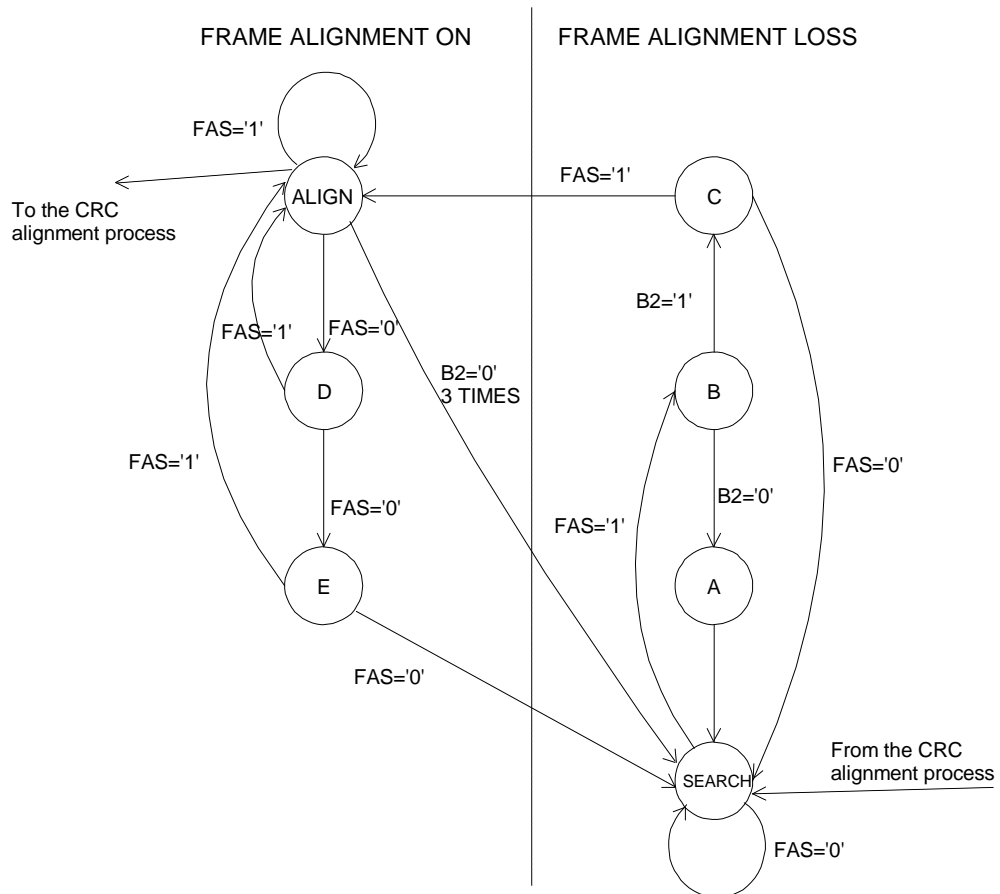 FRAME ALIGNMENT ON
FRAME ALIGNMENT LOSS
FAS='1'
ALIGN
FAS='1'
C
To the CRC
alignment process
B2='1'
FAS='1'
FAS='0'
D
B2='0'
3 TIMES
B
FAS='1'
FAS='0'
FAS='0'
B2='0'
FAS='1'
E
A
FAS='0'
From the CRC
alignment process
SEARCH
FAS='0'